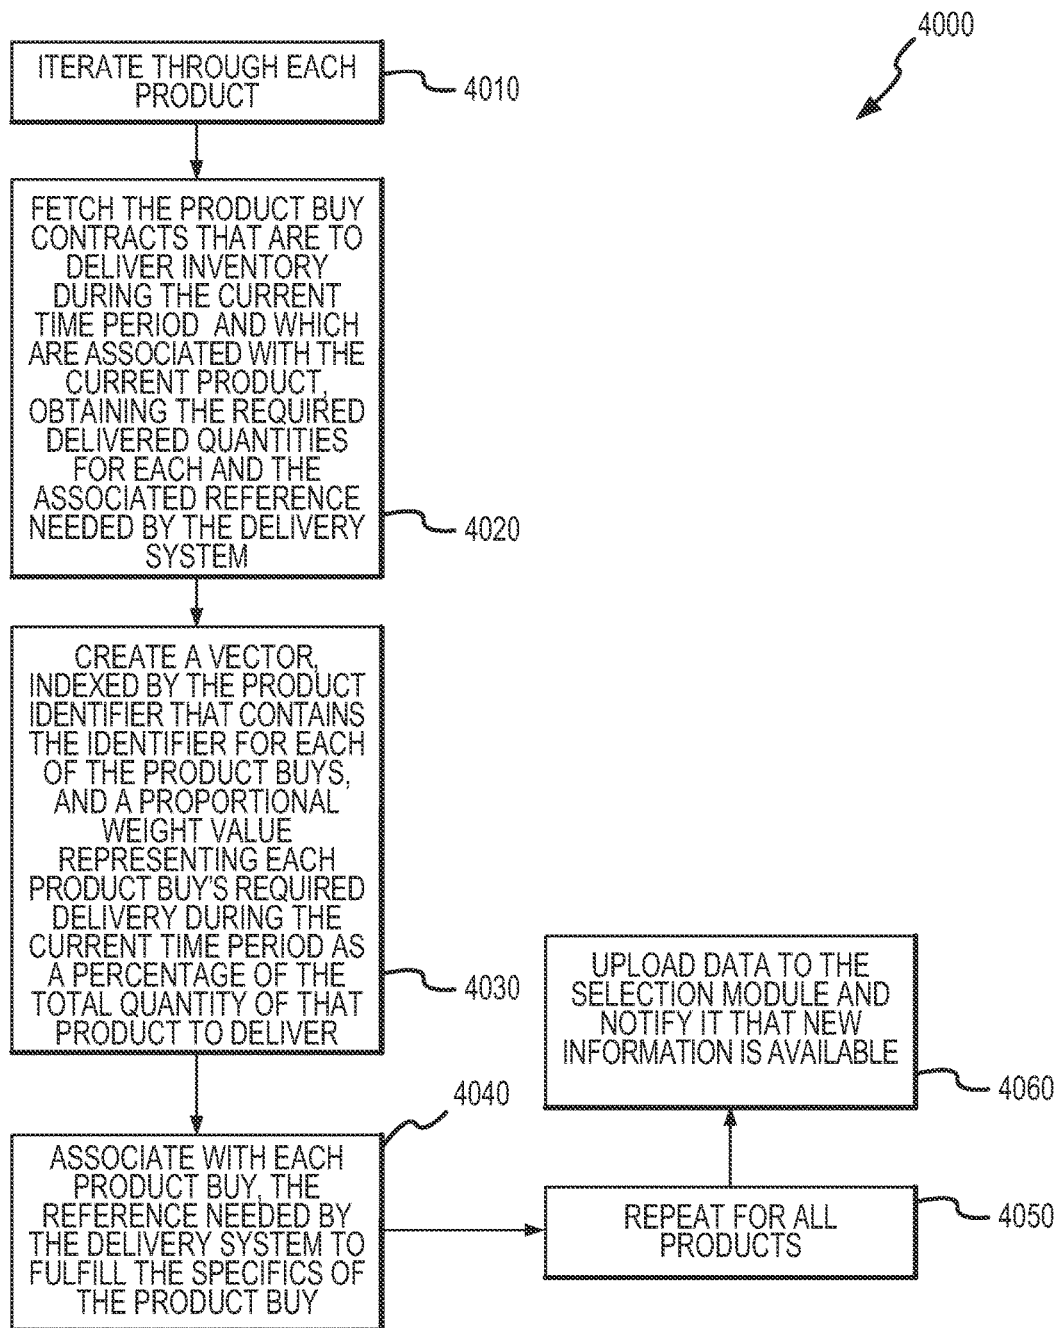 4000
ITERATE THROUGH EACH
PRODUCT
4010
FETCH THE PRODUCT BUY
CONTRACTS THAT ARE TO
DELIVER INVENTORY
DURING THE CURRENT
TIME PERIOD AND WHICH
ARE ASSOCIATED WITH THE
CURRENT PRODUCT,
OBTAINING THE REQUIRED
DELIVERED QUANTITIES
FOR EACH AND THE
ASSOCIATED REFERENCE
NEEDED BY THE DELIVERY
SYSTEM
4020
CREATE A VECTOR,
INDEXED BY THE PRODUCT
IDENTIFIER THAT CONTAINS
THE IDENTIFIER FOR EACH
OF THE PRODUCT BUYS,
AND A PROPORTIONAL
WEIGHT VALUE
REPRESENTING EACH
PRODUCT BUY'S REQUIRED
DELIVERY DURING THE
CURRENT TIME PERIOD AS
A PERCENTAGE OF THE
TOTAL QUANTITY OF THAT
PRODUCT TO DELIVER
4030
ASSOCIATE WITH EACH
PRODUCT BUY, THE
REFERENCE NEEDED BY
THE DELIVERY SYSTEM TO
FULFILL THE SPECIFICS OF
THE PRODUCT BUY
4040
REPEAT FOR ALL
PRODUCTS
4050
UPLOAD DATA TO THE
SELECTION MODULE AND
NOTIFY IT THAT NEW
INFORMATION IS AVAILABLE
4060